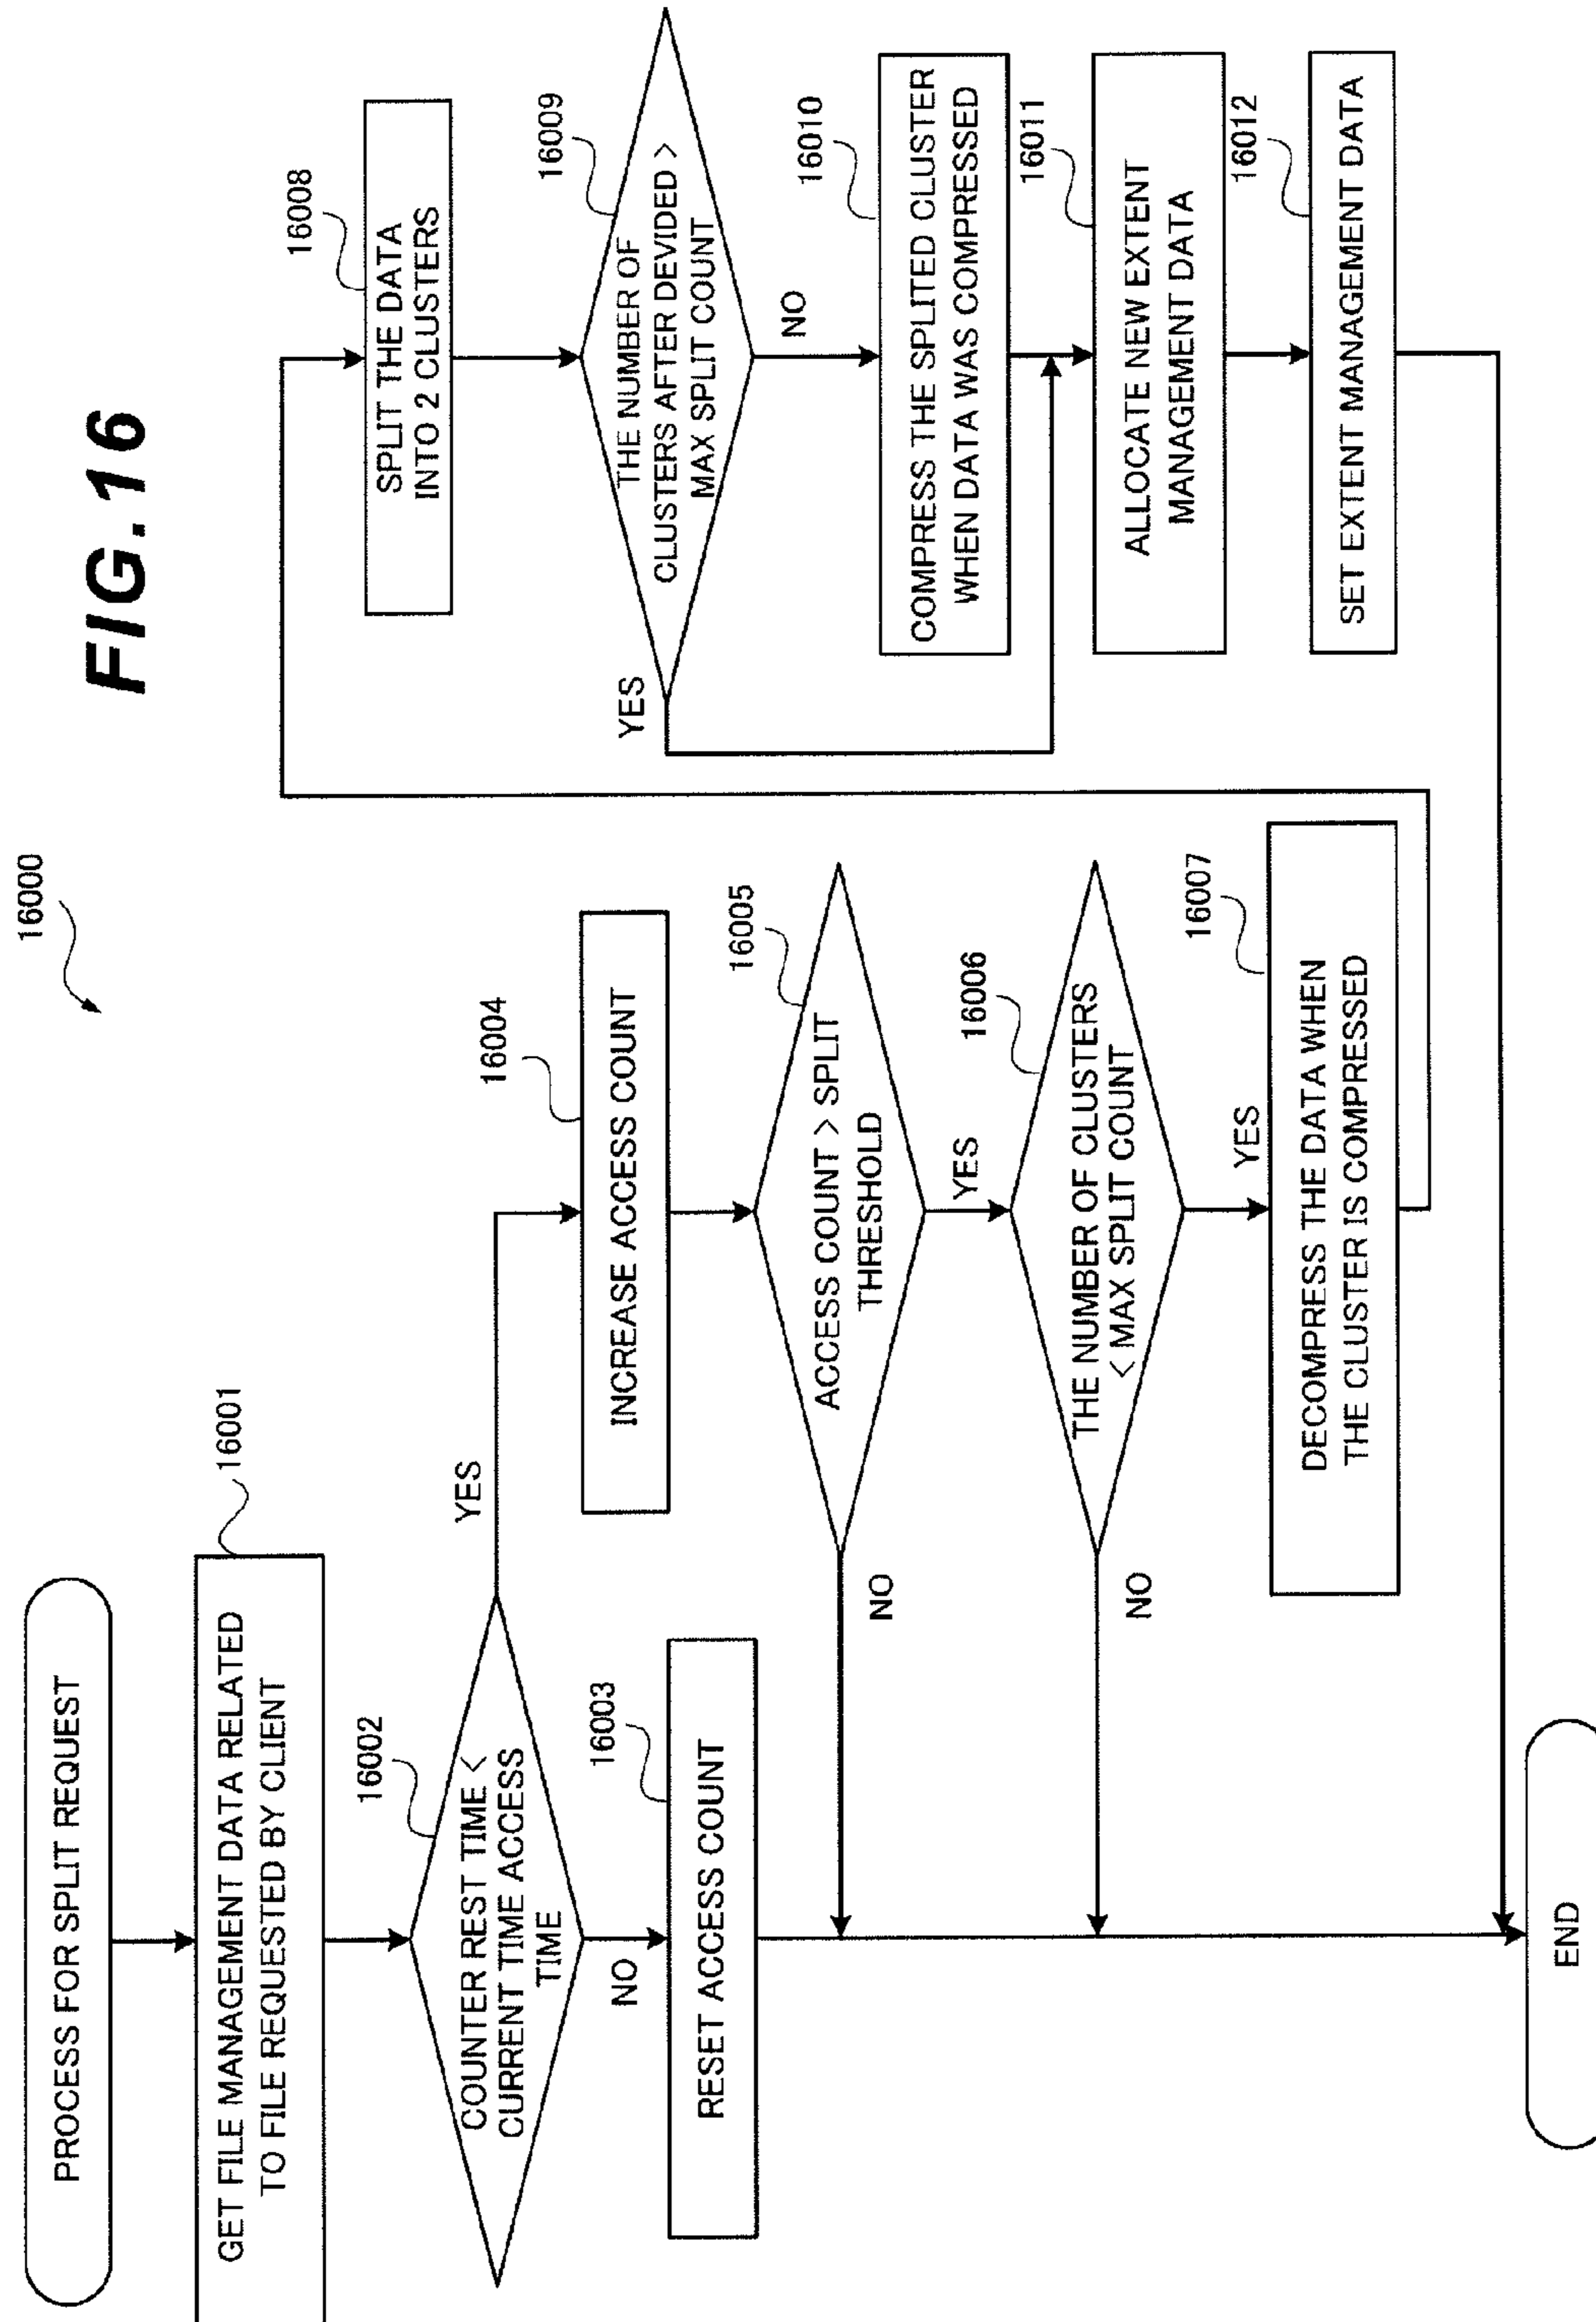 FIG.16
16000
PROCESS FOR SPLIT REQUEST
16001
GET FILE MANAGEMENT DATA RELATED
TO FILE REQUESTED BY CLIENT
16002
COUNTER REST TIME <
CURRENT TIME ACCESS
TIME
YES
NO
16003
RESET ACCESS COUNT
16004
INCREASE ACCESS COUNT
16005
ACCESS COUNT > SPLIT
THRESHOLD
NO
YES
16006
THE NUMBER OF CLUSTERS
< MAX SPLIT COUNT
NO
YES
16007
DECOMPRESS THE DATA WHEN
THE CLUSTER IS COMPRESSED
16008
SPLIT THE DATA
INTO 2 CLUSTERS
16009
THE NUMBER OF
CLUSTERS AFTER DEVIDED >
MAX SPLIT COUNT
YES
NO
16010
COMPRESS THE SPLITED CLUSTER
WHEN DATA WAS COMPRESSED
16011
ALLOCATE NEW EXTENT
MANAGEMENT DATA
16012
SET EXTENT MANAGEMENT DATA
END